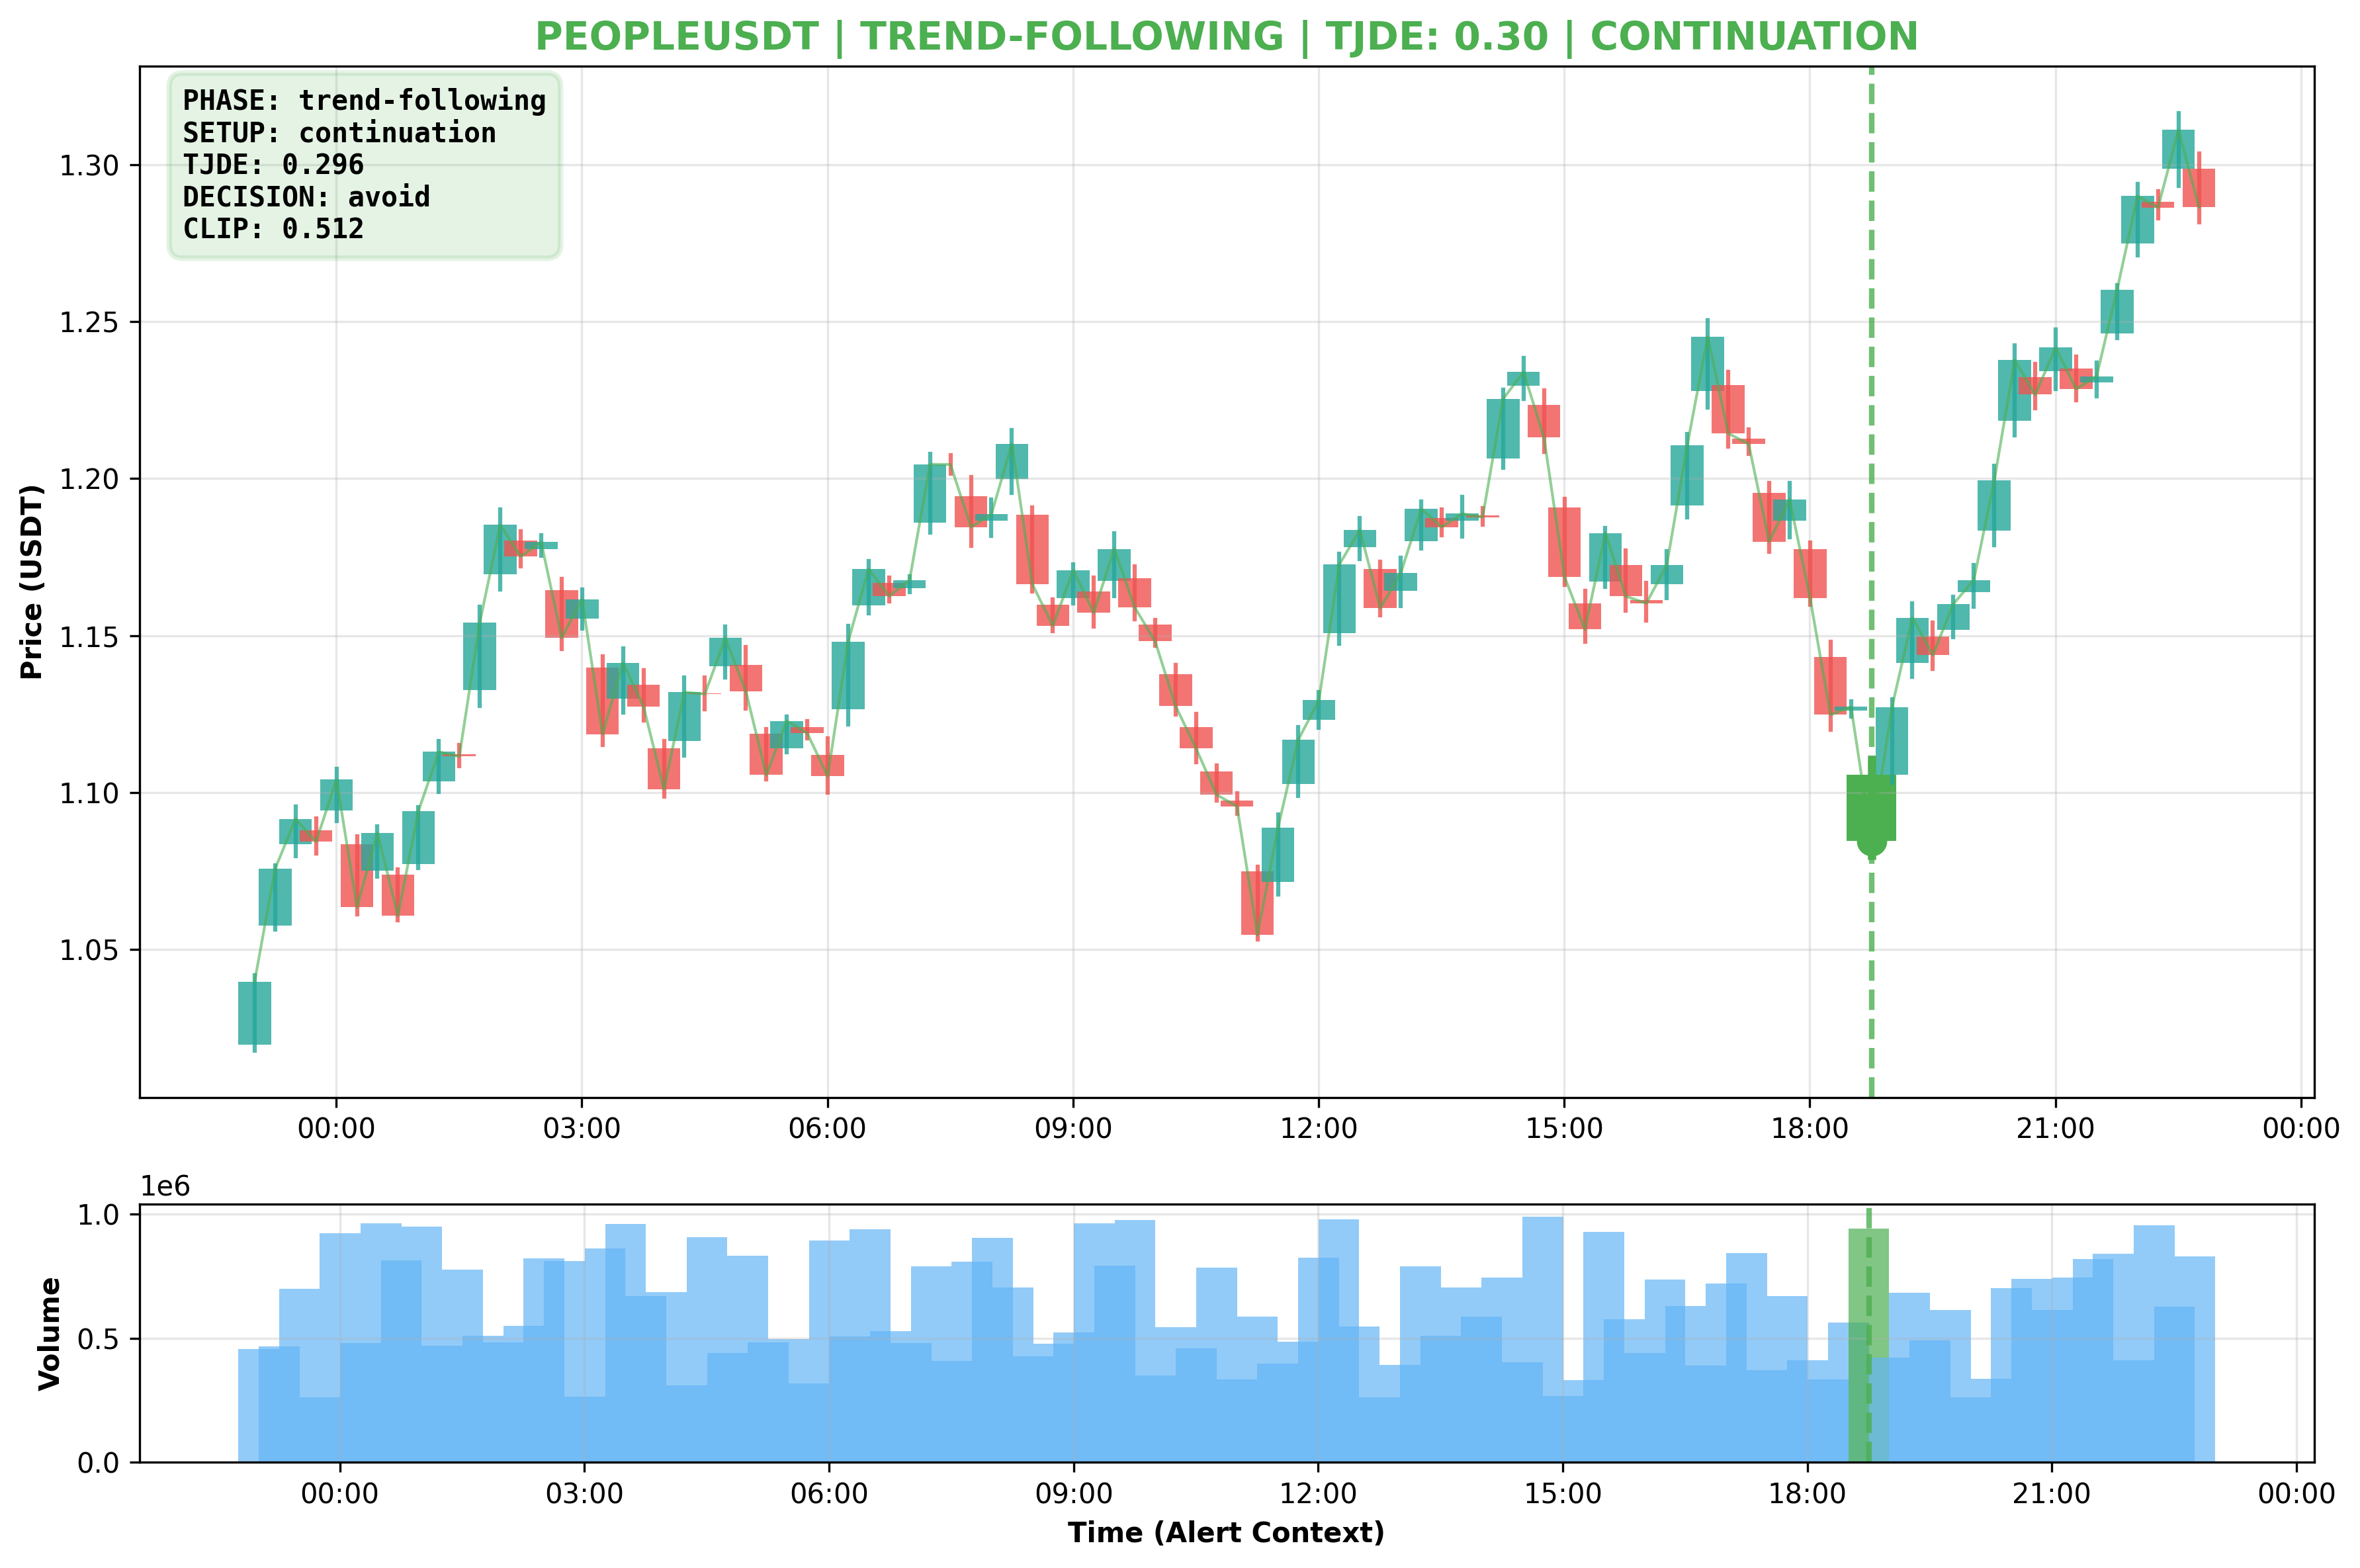 PEOPLEUSDT | TREND-FOLLOWING | TJDE: 0.30 | CONTINUATION
PHASE: trend-following
SETUP: continuation
TJDE: 0.296
DECISION: avoid
CLIP: 0.512
Price (USDT)
1.30
1.25
1.20
1.15
1.10
1.05
00:00 03:00 06:00 09:00 12:00 15:00 18:00 21:00 00:00
1e6
Volume
1.0
0.5
0.0
00:00 03:00 06:00 09:00 12:00 15:00 18:00 21:00 00:00
Time (Alert Context)